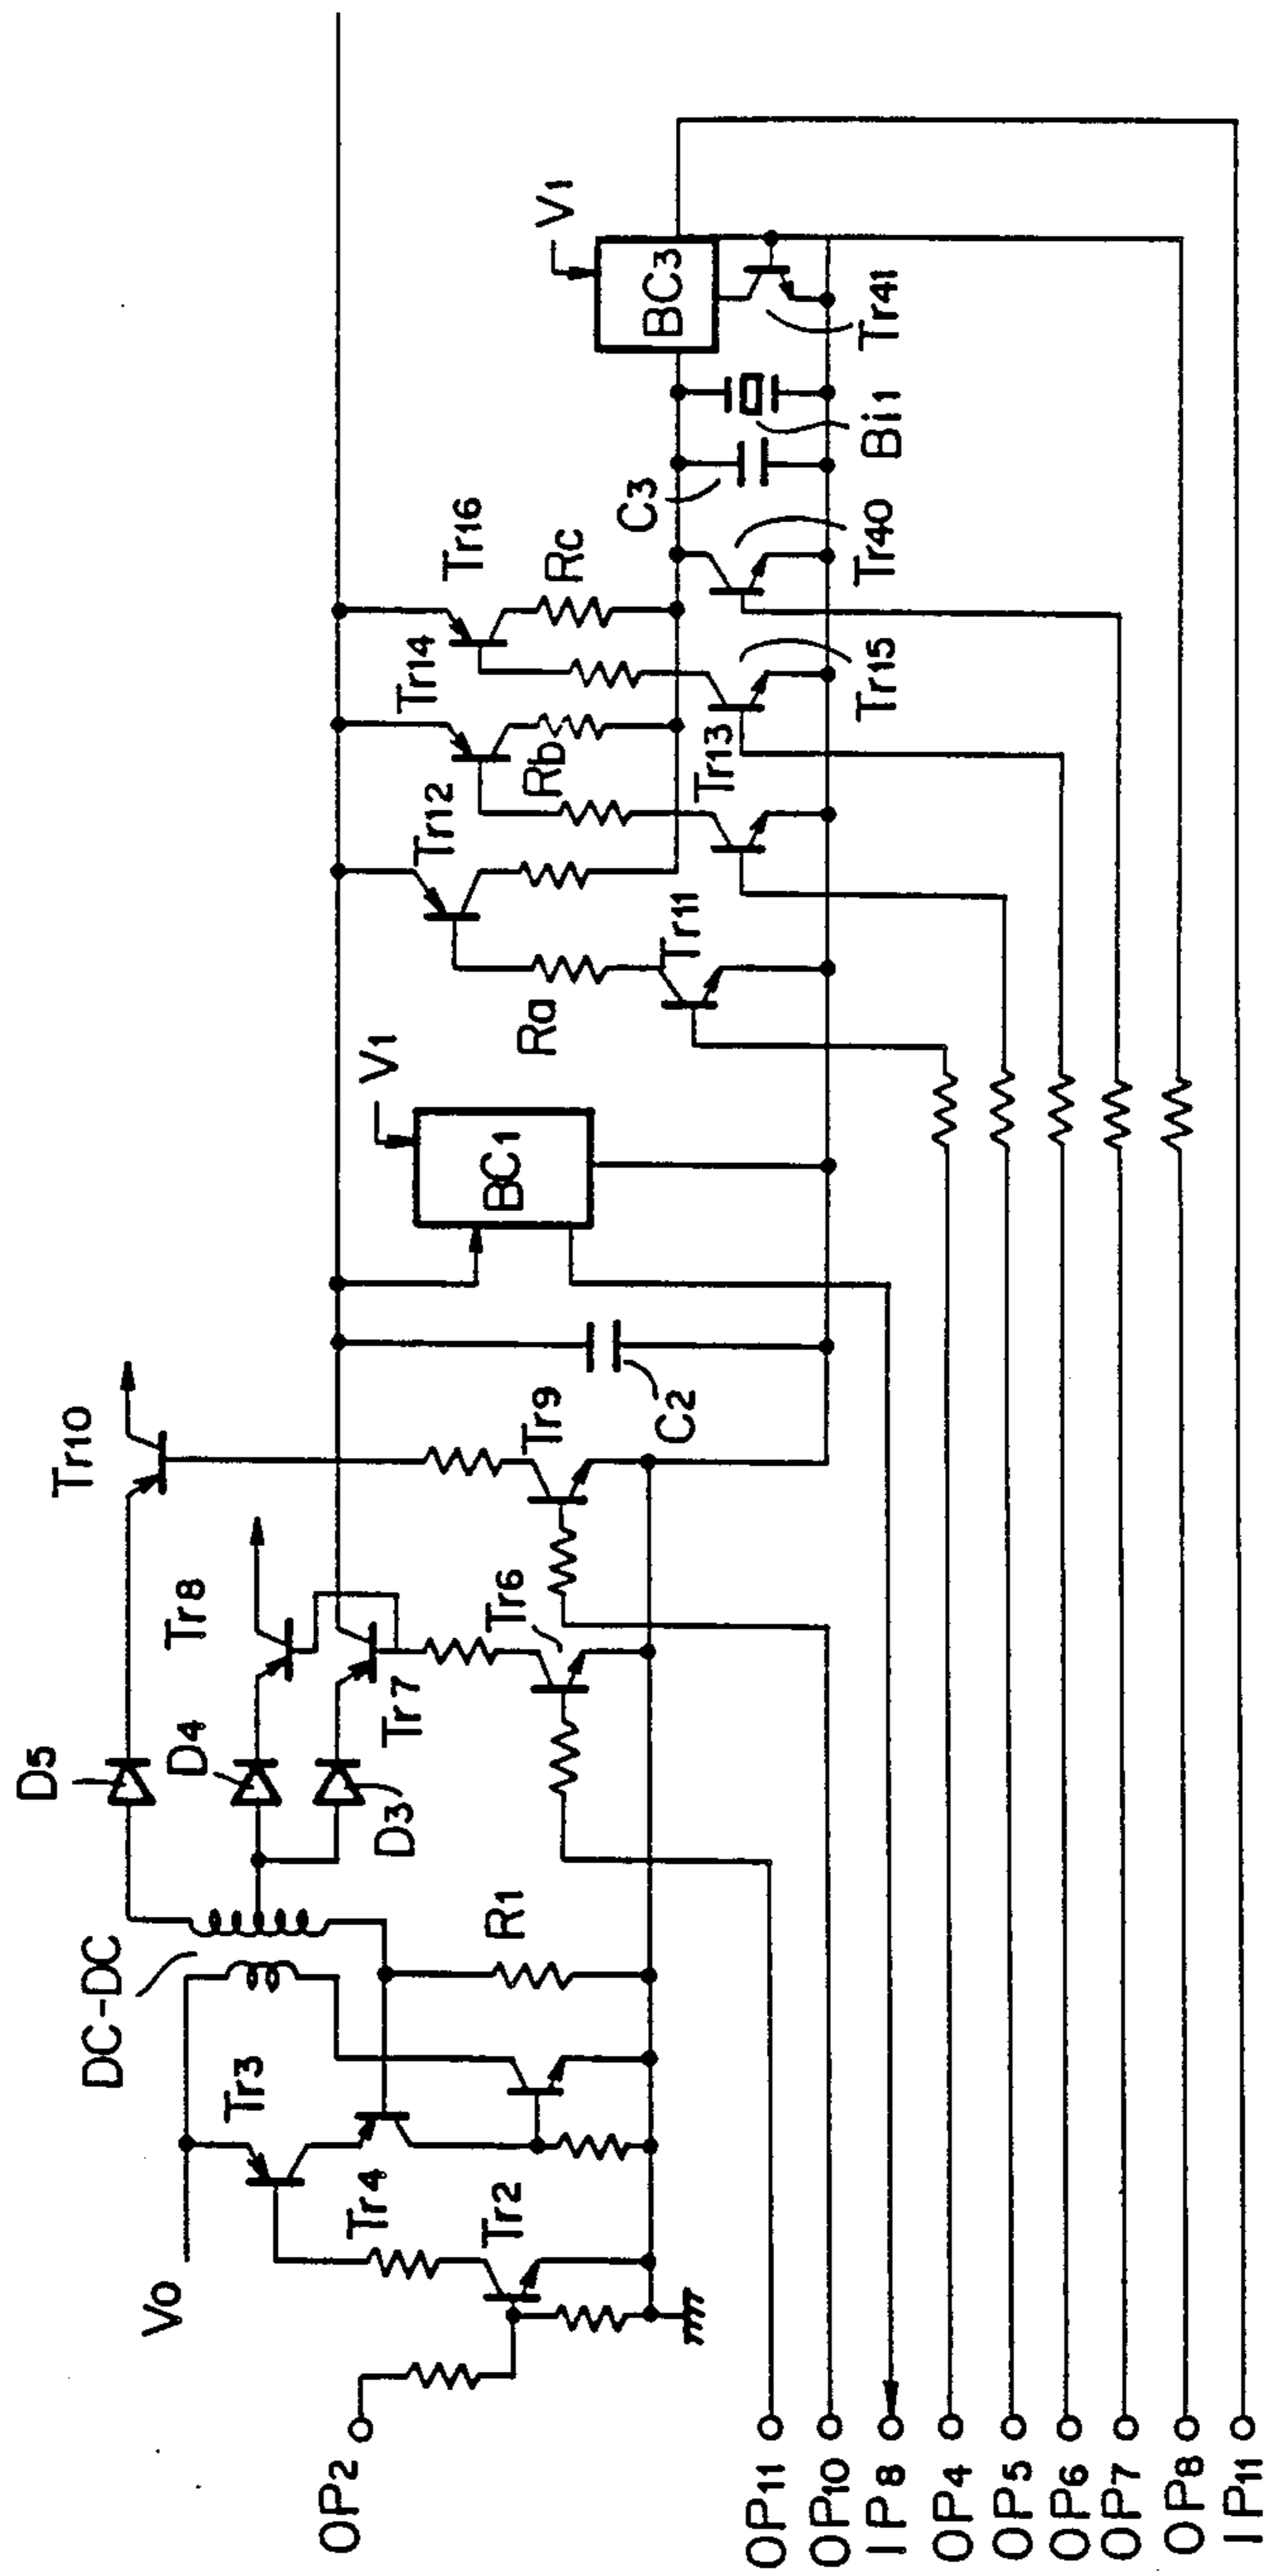 OP2
V0
Tr3
DC-DC
Tr4
Tr2
R1
D5
D4
D3
Tr8
Tr7
Tr6
Tr10
Tr9
C2
V1
BC1
Ra
Tr11
Tr12
Rb
Tr13
Tr14
Tr16
Rc
Tr15
Tr40
C3
Bi1
V1
BC3
Tr41
OP11
OP10
IP8
OP4
OP5
OP6
OP7
OP8
IP11